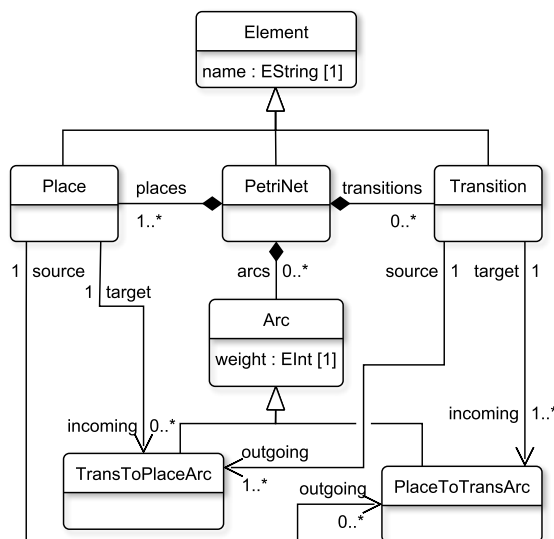 Element
name : EString [1]
Place
places
1..*
PetriNet
transitions
0..*
Transition
1 source
1 target
arcs 0..*
source 1
target 1
Arc
weight : EInt [1]
incoming 0..*
incoming 1..*
TransToPlaceArc
outgoing
1..*
outgoing
0..*
PlaceToTransArc